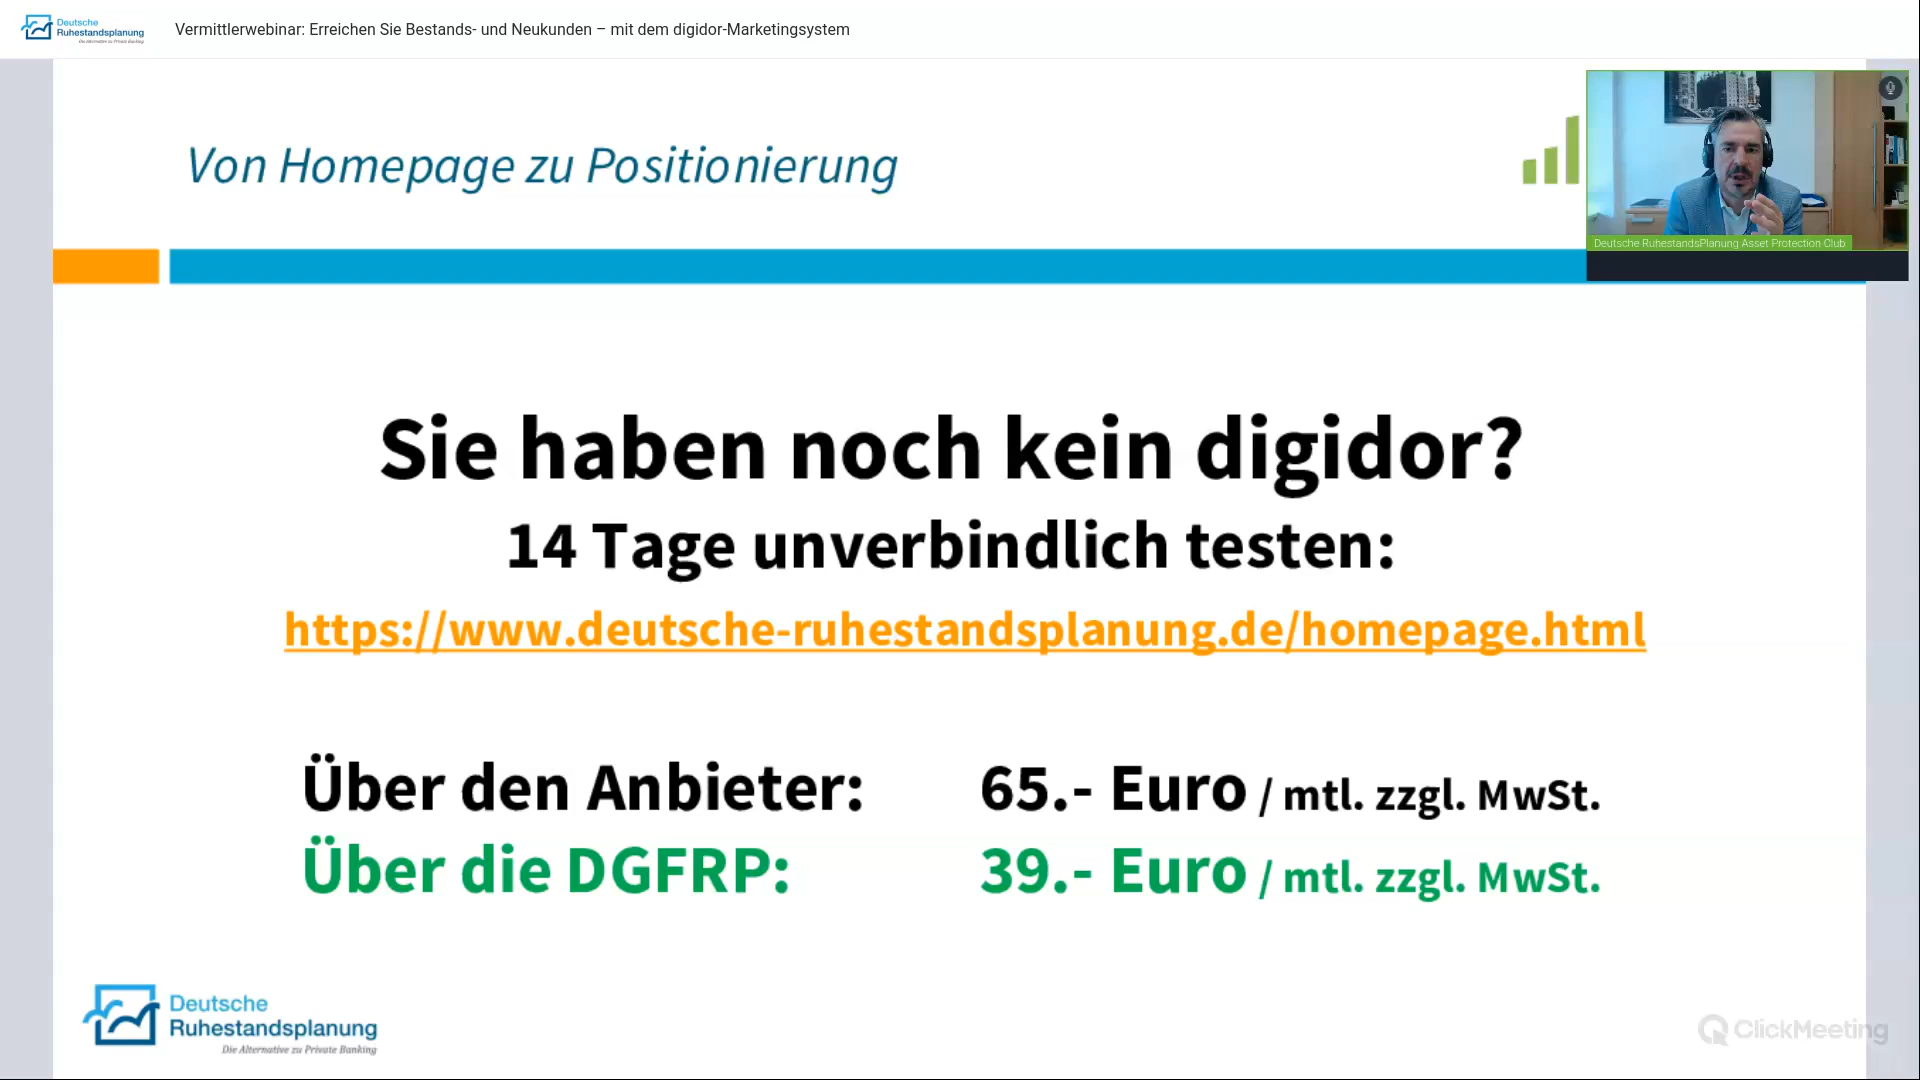 Deutsche
Ruhestandsplanung
Die Alternative zu Private Banking
Vermittlerwebinar: Erreichen Sie Bestands- und Neukunden – mit dem digidor-Marketingsystem
Von Homepage zu Positionierung
Deutsche RuhestandsPlanung Asset Protection Club
Sie haben noch kein digidor?
14 Tage unverbindlich testen:
https://www.deutsche-ruhestandsplanung.de/homepage.html
Über den Anbieter: 65.- Euro / mtl. zzgl. MwSt.
Über die DGFRP: 39.- Euro / mtl. zzgl. MwSt.
Deutsche
Ruhestandsplanung
Die Alternative zu Private Banking
ClickMeeting